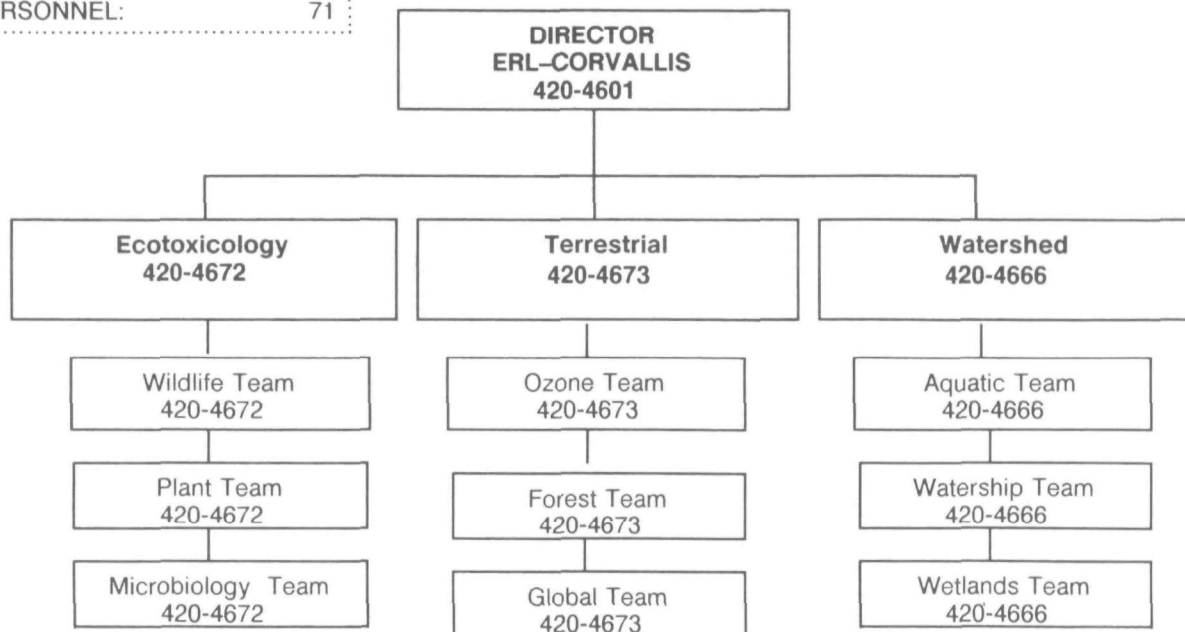 RSONNEL: 71
DIRECTOR
ERL–CORVALLIS
420-4601
Ecotoxicology
420-4672
Terrestrial
420-4673
Watershed
420-4666
Wildlife Team
420-4672
Ozone Team
420-4673
Aquatic Team
420-4666
Plant Team
420-4672
Forest Team
420-4673
Watership Team
420-4666
Microbiology Team
420-4672
Global Team
420-4673
Wetlands Team
420-4666